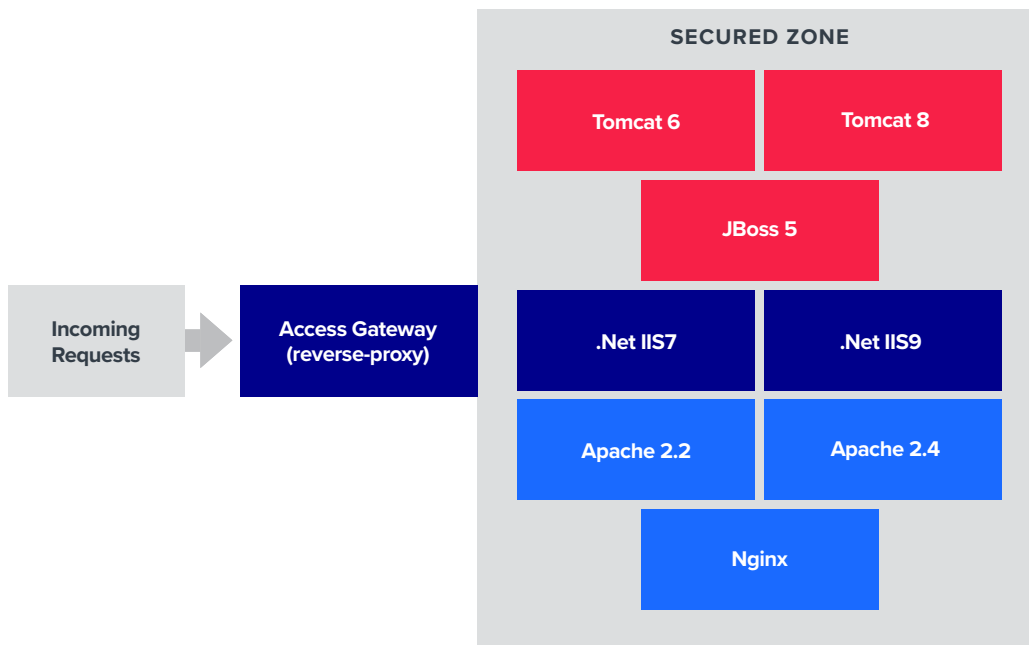 SECURED ZONE
Tomcat 6
Tomcat 8
JBoss 5
Incoming
Requests
Access Gateway
(reverse-proxy)
.Net IIS7
.Net IIS9
Apache 2.2
Apache 2.4
Nginx